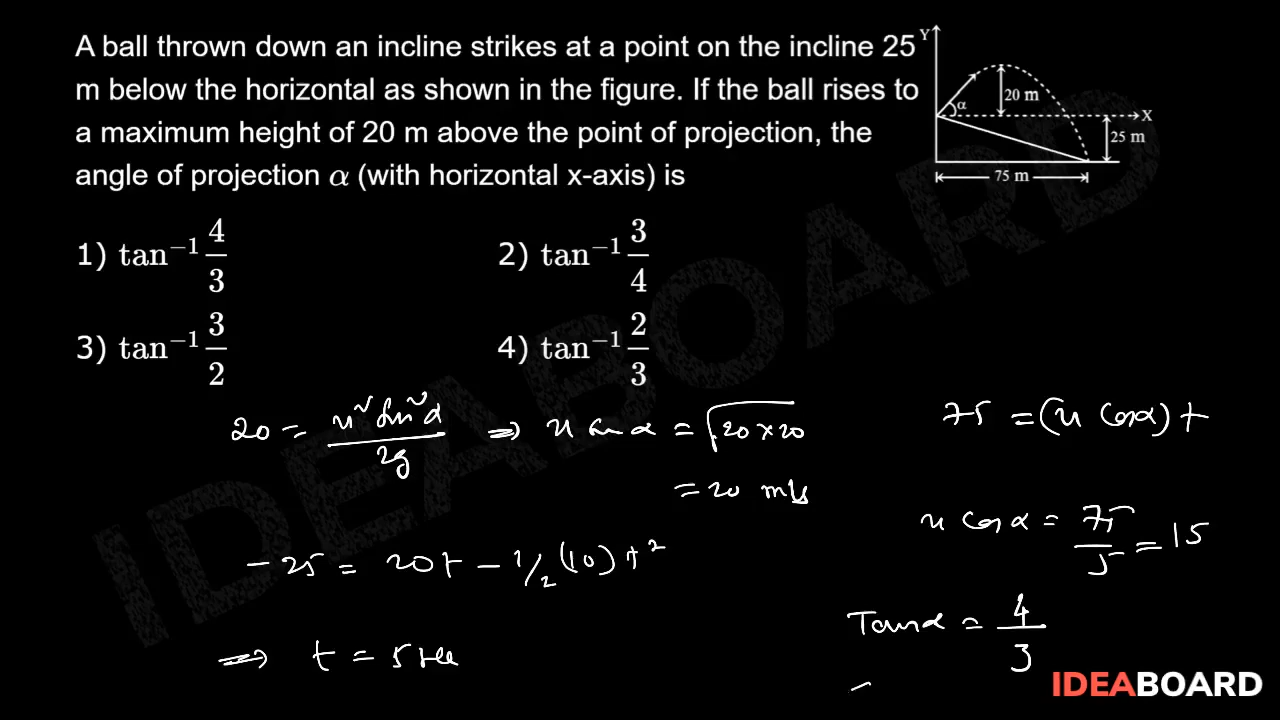 A ball thrown down an incline strikes at a point on the incline 25
m below the horizontal as shown in the figure. If the ball rises to
a maximum height of 20 m above the point of projection, the
angle of projection α (with horizontal x-axis) is
Y
α
20 m
X
25 m
75 m
1) tan⁻¹ 4/3
2) tan⁻¹ 3/4
3) tan⁻¹ 3/2
4) tan⁻¹ 2/3
20 = u² sin²α / 2g ⇒ u sin α = √(20×20)
= 20 m/s
75 = (u cos α) t
u cos α = 75/5 = 15
-25 = 20t - 1/2 (10) t²
⇒ t = 5 sec
Tan α = 4/3
IDEABOARD
IDEABOARD